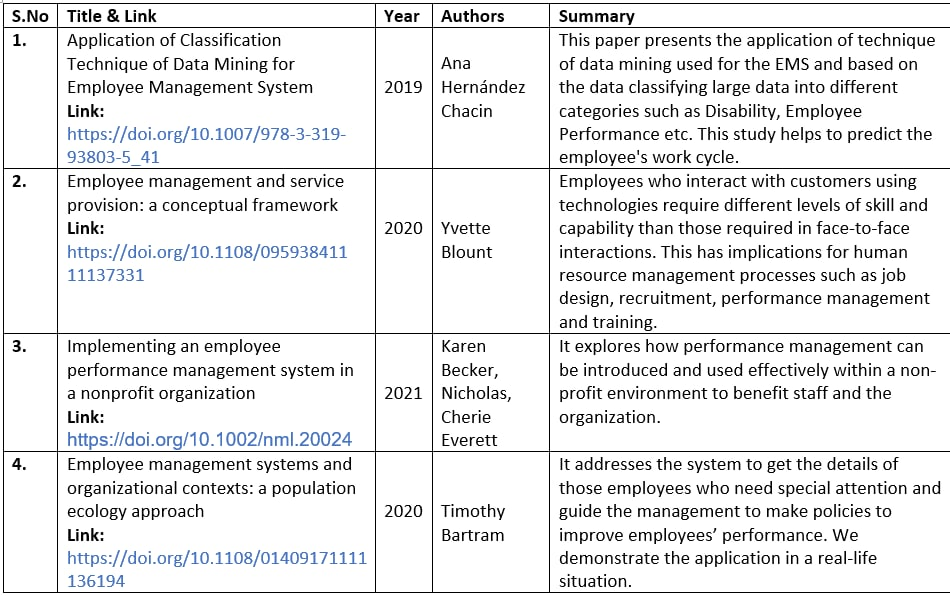 S.No Title & Link Year Authors Summary
1. Application of Classification
Technique of Data Mining for
Employee Management System
Link:
https://doi.org/10.1007/978-3-319-
93803-5_41
2019
Ana
Hernández
Chacin
This paper presents the application of technique
of data mining used for the EMS and based on
the data classifying large data into different
categories such as Disability, Employee
Performance etc. This study helps to predict the
employee's work cycle.
2. Employee management and service
provision: a conceptual framework
Link:
https://doi.org/10.1108/095938411
11137331
2020
Yvette
Blount
Employees who interact with customers using
technologies require different levels of skill and
capability than those required in face-to-face
interactions. This has implications for human
resource management processes such as job
design, recruitment, performance management
and training.
3. Implementing an employee
performance management system in
a nonprofit organization
Link:
https://doi.org/10.1002/nml.20024
2021
Karen
Becker,
Nicholas,
Cherie
Everett
It explores how performance management can
be introduced and used effectively within a non-
profit environment to benefit staff and the
organization.
4. Employee management systems and
organizational contexts: a population
ecology approach
Link:
https://doi.org/10.1108/01409171111
136194
2020
Timothy
Bartram
It addresses the system to get the details of
those employees who need special attention and
guide the management to make policies to
improve employees’ performance. We
demonstrate the application in a real-life
situation.